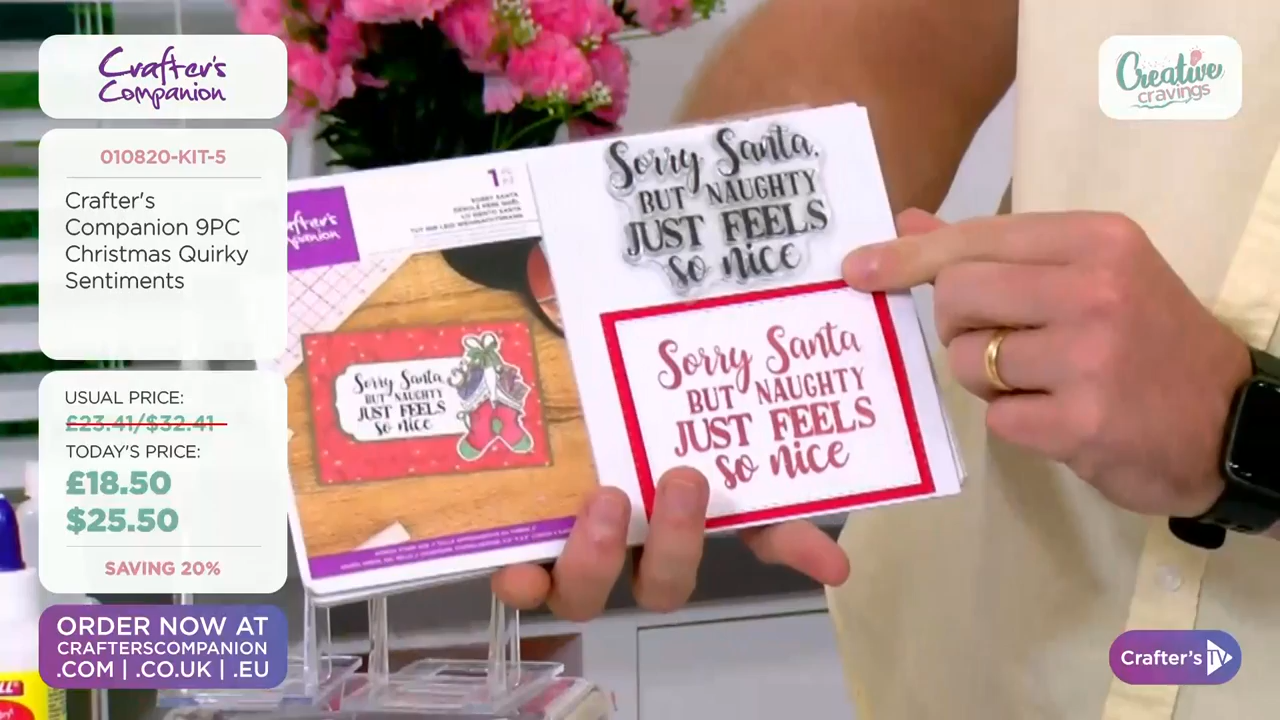 Crafter's
Companion
010820-KIT-5
Crafter's
Companion 9PC
Christmas Quirky
Sentiments
USUAL PRICE:
£23.41/$32.41
TODAY'S PRICE:
£18.50
$25.50
SAVING 20%
ORDER NOW AT
CRAFTERSCOMPANION
.COM | .CO.UK | .EU
Creative
cravings
Crafter's TV
1
SORRY SANTA
Sorry Santa,
BUT NAUGHTY
JUST FEELS
so nice
Sorry Santa,
BUT NAUGHTY
JUST FEELS
so nice
Sorry Santa
BUT NAUGHTY
JUST FEELS
so nice